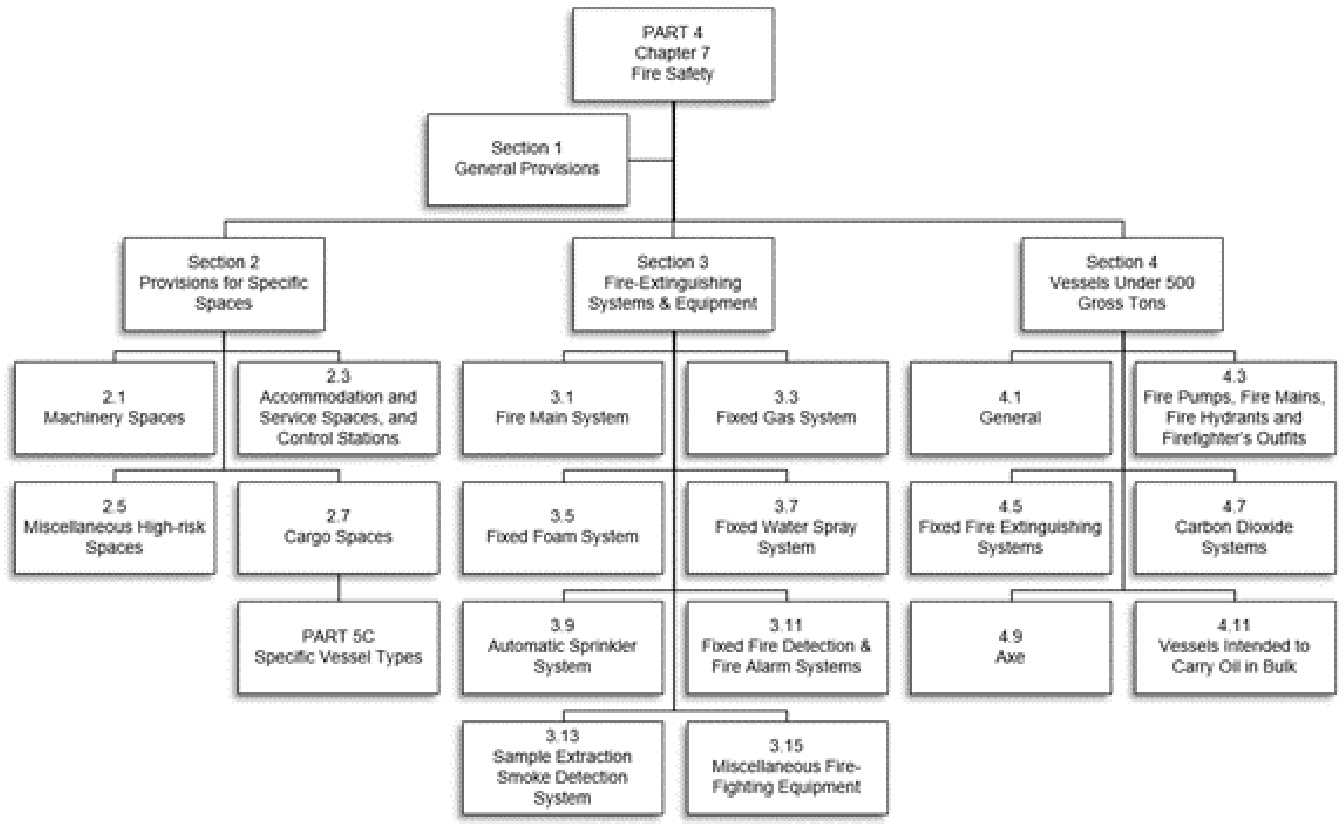 PART 4
Chapter 7
Fire Safety
Section 1
General Provisions
Section 2
Provisions for Specific
Spaces
Section 3
Fire-Extinguishing
Systems & Equipment
Section 4
Vessels Under 500
Gross Tons
2.1
Machinery Spaces
2.3
Accommodation and
Service Spaces, and
Control Stations
3.1
Fire Main System
3.3
Fixed Gas System
4.1
General
4.3
Fire Pumps, Fire Mains,
Fire Hydrants and
Firefighter's Outfits
2.5
Miscellaneous High-risk
Spaces
2.7
Cargo Spaces
3.5
Fixed Foam System
3.7
Fixed Water Spray
System
4.5
Fixed Fire Extinguishing
Systems
4.7
Carbon Dioxide
Systems
PART 5C
Specific Vessel Types
3.9
Automatic Sprinkler
System
3.11
Fixed Fire Detection &
Fire Alarm Systems
4.9
Axe
4.11
Vessels Intended to
Carry Oil in Bulk
3.13
Sample Extraction
Smoke Detection
System
3.15
Miscellaneous Fire-
Fighting Equipment